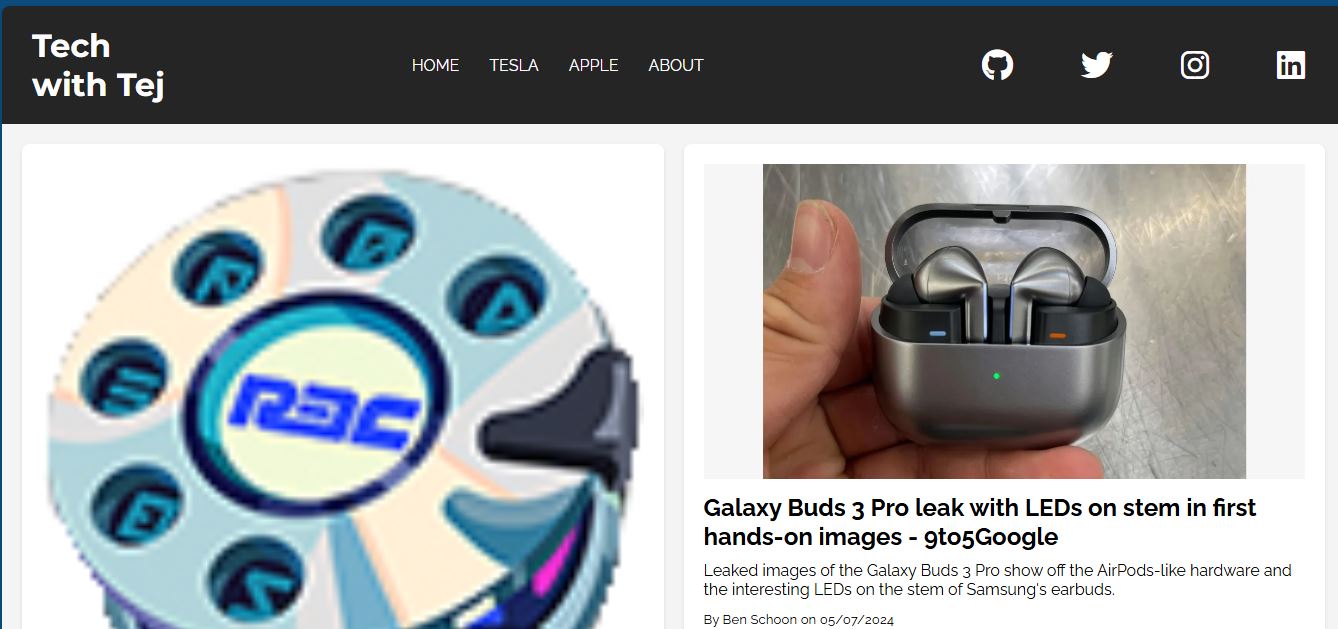 Tech
with Tej
HOME TESLA APPLE ABOUT
in
R3C
Galaxy Buds 3 Pro leak with LEDs on stem in first
hands-on images - 9to5Google
Leaked images of the Galaxy Buds 3 Pro show off the AirPods-like hardware and
the interesting LEDs on the stem of Samsung's earbuds.
By Ben Schoon on 05/07/2024